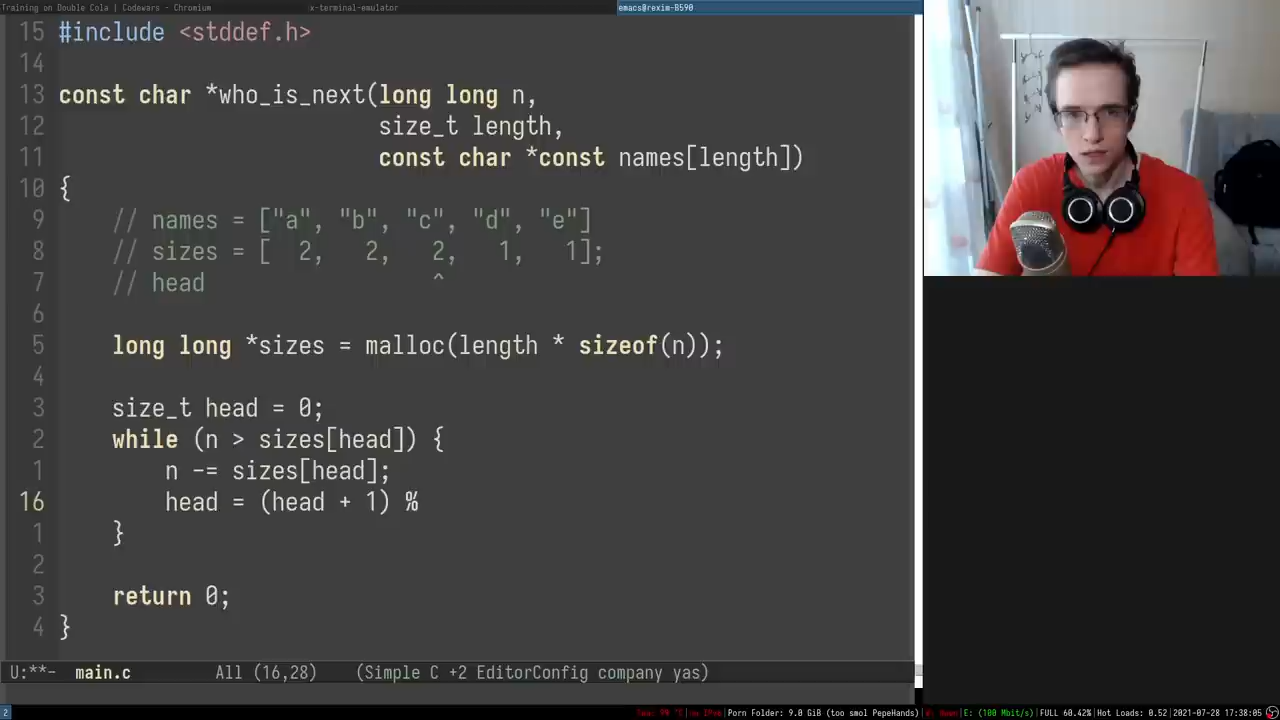 Training on Double Cola | Codewars - Chromium
x-terminal-emulator
emacs@rexim-B590
15 #include <stddef.h>
14
13 const char *who_is_next(long long n,
12 size_t length,
11 const char *const names[length])
10 {
9 // names = ["a", "b", "c", "d", "e"]
8 // sizes = [ 2, 2, 2, 1, 1];
7 // head ^
6
5 long long *sizes = malloc(length * sizeof(n));
4
3 size_t head = 0;
2 while (n > sizes[head]) {
1 n -= sizes[head];
16 head = (head + 1) %
1 }
2
3 return 0;
4 }
U:**- main.c All (16,28) (Simple C +2 EditorConfig company yas)
2 Porn Folder: 9.0 GiB (too smol PepeHands) E: (100 Mbit/s) FULL 60.42% Hot Loads: 0.52 2021-07-28 17:38:05